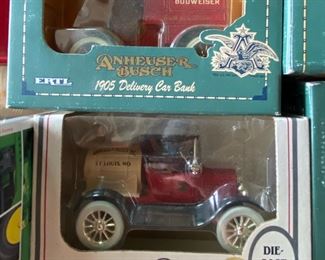 BUDWEISER
ERTL
ANHEUSER
BUSCH
1905 Delivery Car Bank
ST. LOUIS, MO
DIE-